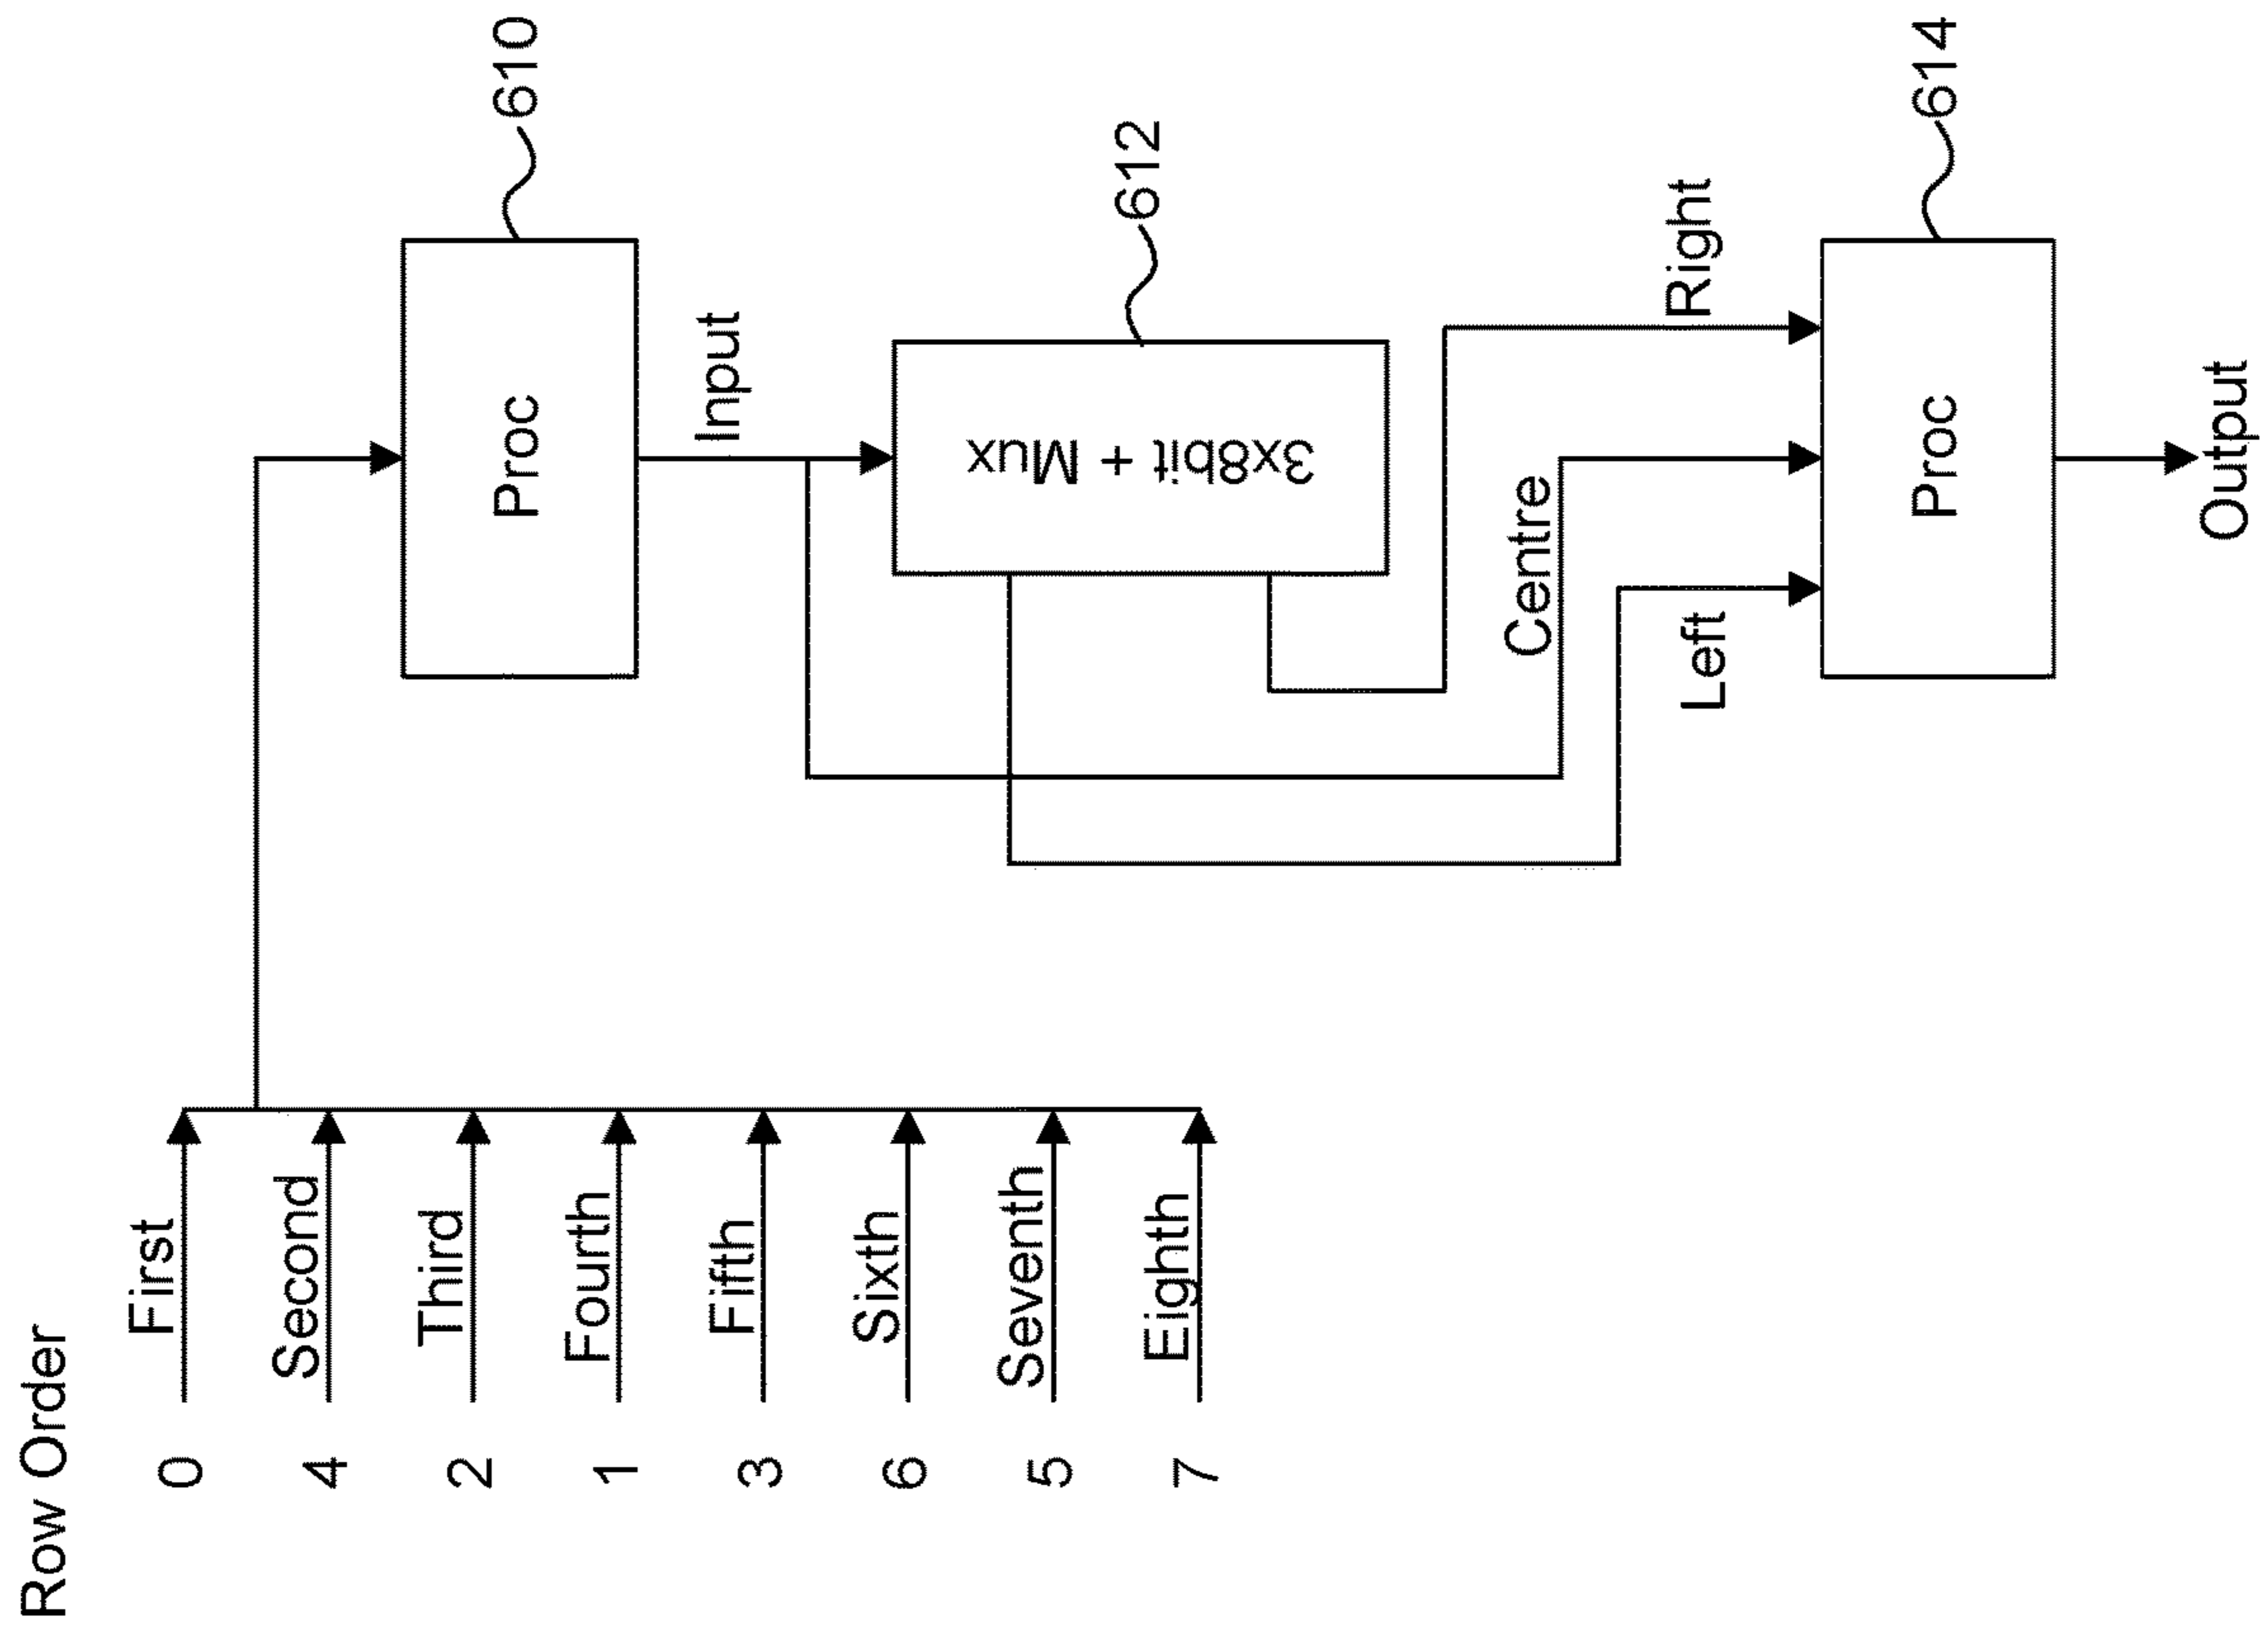 Row Order
0 First
4 Second
2 Third
1 Fourth
3 Fifth
6 Sixth
5 Seventh
7 Eighth
Proc
610
Input
3x8bit + Mux
612
Centre
Left
Right
Proc
614
Output